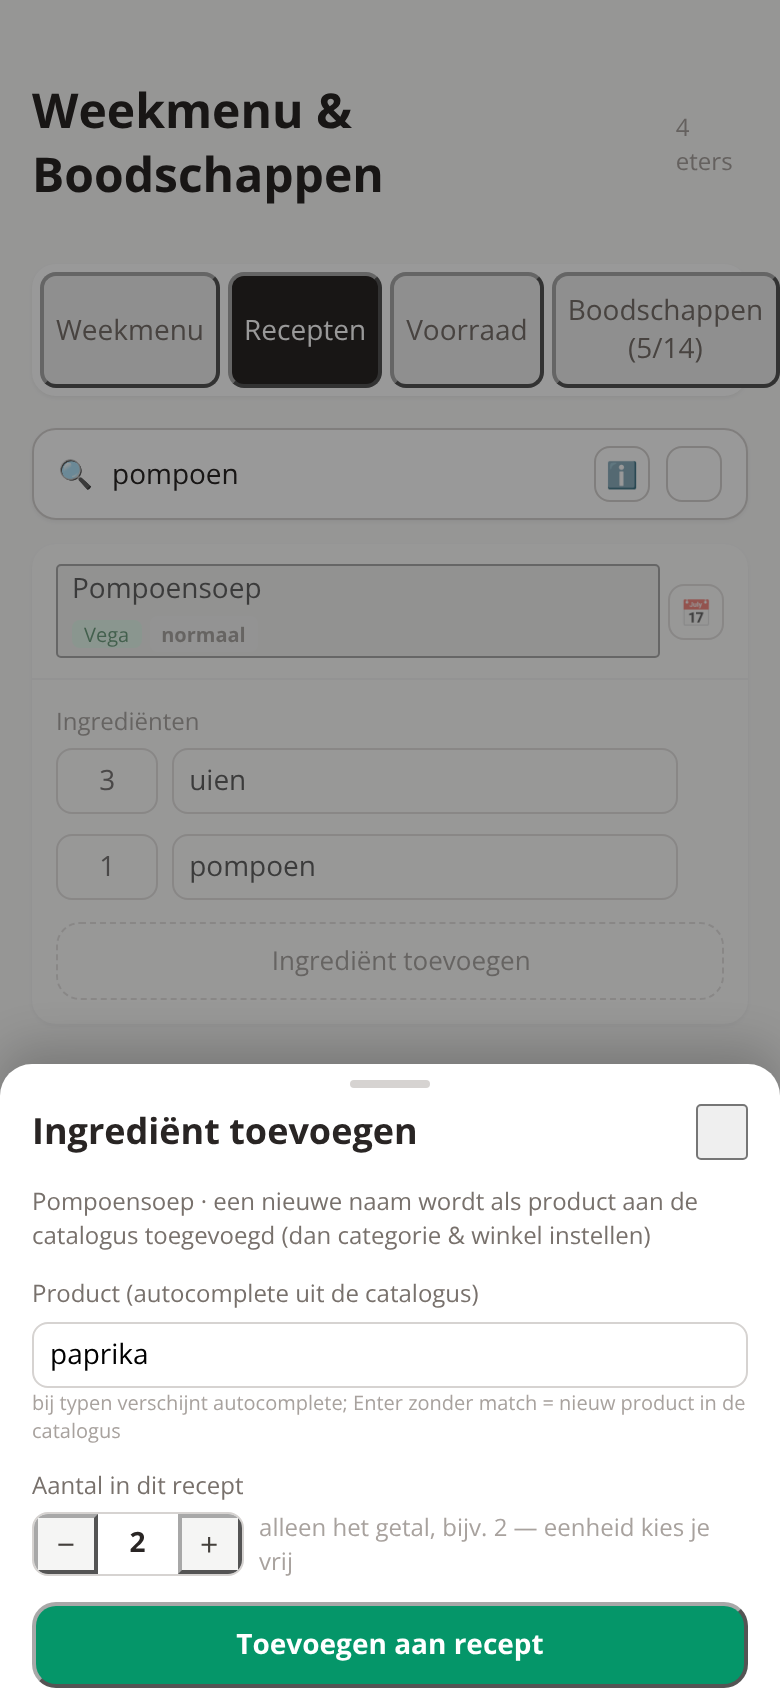 Weekmenu &
Boodschappen
4
eters
Weekmenu
Recepten
Voorraad
Boodschappen
(5/14)
🔍 pompoen ℹ️
Pompoensoep
Vega normaal
July
17
Ingrediënten
3 uien
1 pompoen
Ingrediënt toevoegen
Ingrediënt toevoegen
Pompoensoep · een nieuwe naam wordt als product aan de
catalogus toegevoegd (dan categorie & winkel instellen)
Product (autocomplete uit de catalogus)
paprika
bij typen verschijnt autocomplete; Enter zonder match = nieuw product in de
catalogus
Aantal in dit recept
− 2 +
alleen het getal, bijv. 2 — eenheid kies je
vrij
Toevoegen aan recept